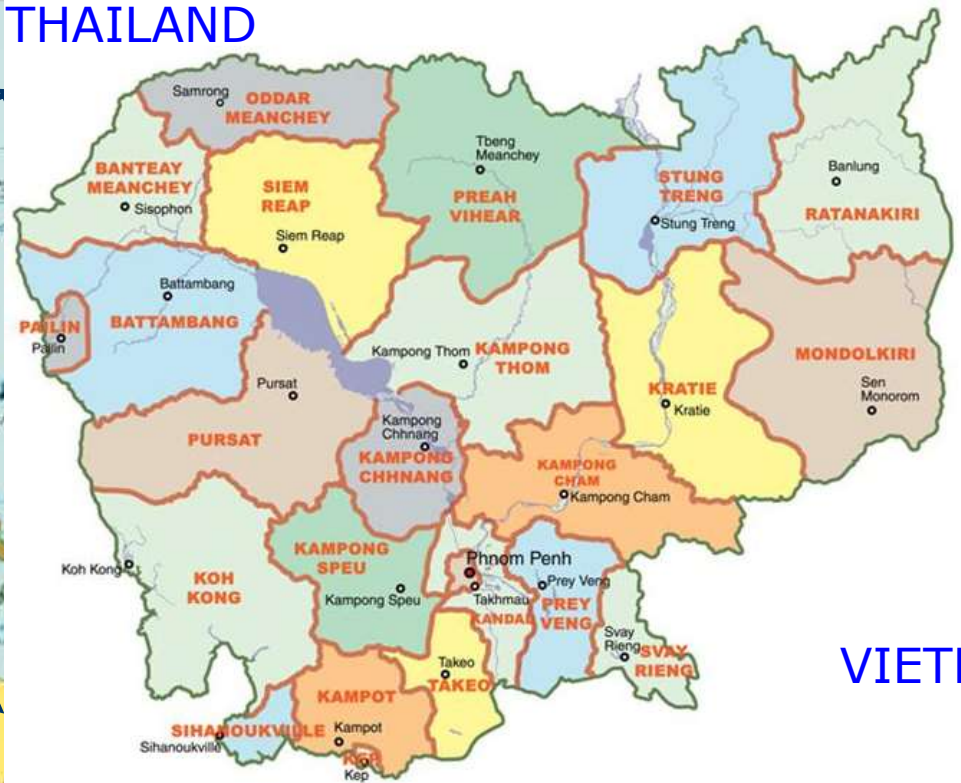 THAILAND
Samrong
ODDAR
MEANCHEY
BANTEAY
MEANCHEY
Sisophon
SIEM
REAP
Siem Reap
Tbeng
Meanchey
PREAH
VIHEAR
STUNG
TRENG
Stung Treng
Banlung
RATANAKIRI
Battambang
BATTAMBANG
PAILIN
Pailin
Pursat
PURSAT
Kampong Thom
KAMPONG
THOM
KRATIE
Kratie
MONDOLKIRI
Sen
Monorom
Kampong
Chhnang
KAMPONG
CHHNANG
KAMPONG
CHAM
Kampong Cham
Koh Kong
KOH
KONG
KAMPONG
SPEU
Kampong Speu
Phnom Penh
Takhmau
KANDAL
Prey Veng
PREY
VENG
Svay
Rieng
SVAY
RIENG
VIET
Takeo
TAKEO
KAMPOT
Kampot
SIHANOUKVILLE
Sihanoukville
KEP
Kep